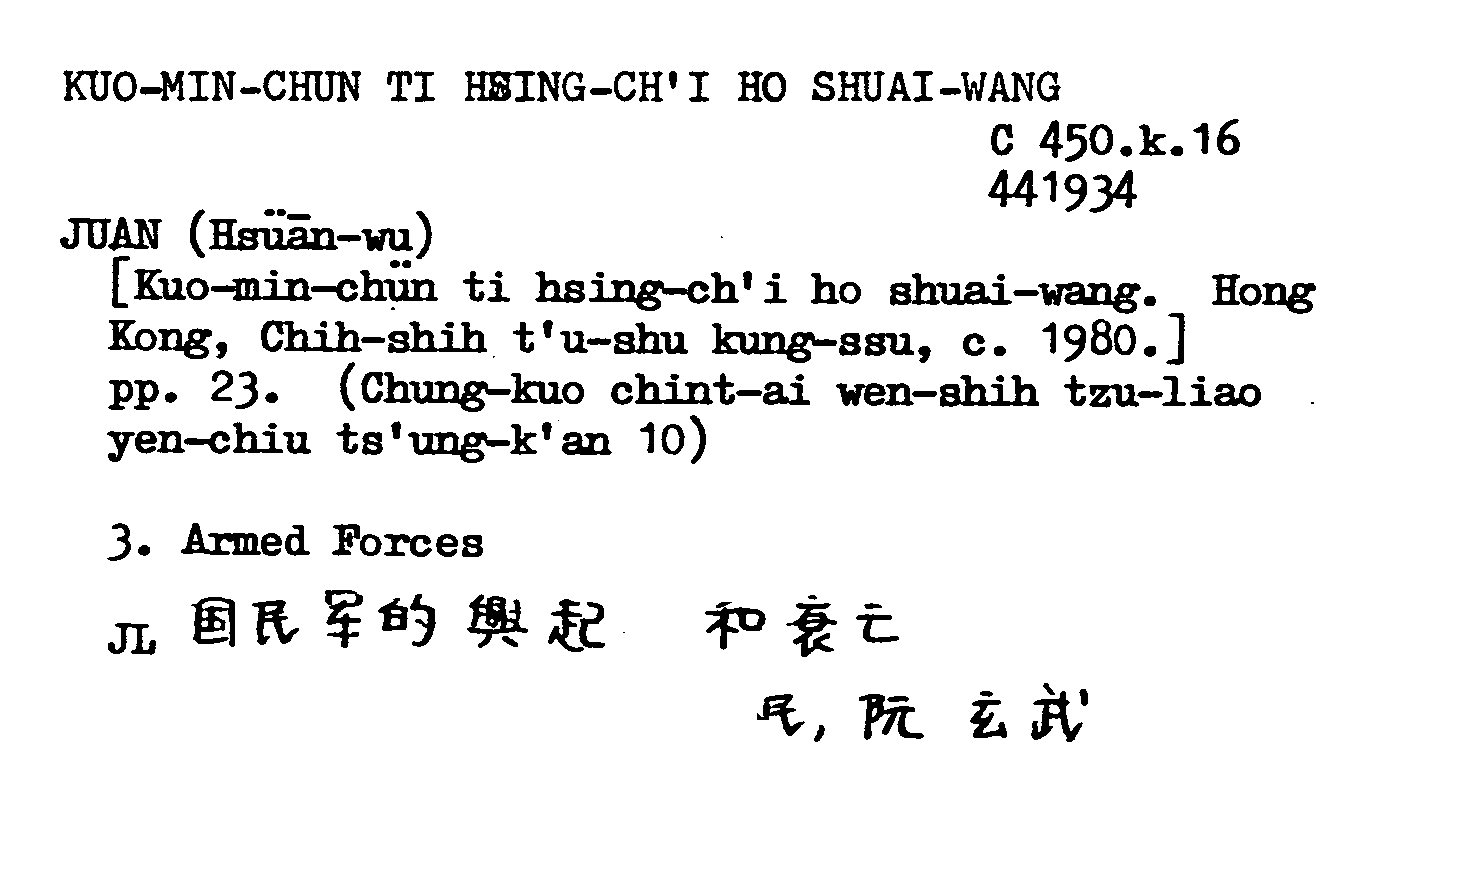 KUO-MIN-CHUN TI HSING-CH'I HO SHUAI-WANG
C 450.k.16
441934
JUAN (Hsüān-wu)
[Kuo-min-chün ti hsing-ch'i ho shuai-wang. Hong
Kong, Chih-shih t'u-shu kung-ssu, c. 1980.]
pp. 23. (Chung-kuo chint-ai wen-shih tzu-liao
yen-chiu ts'ung-k'an 10)
3. Armed Forces
JL 国民军的興起 和衰亡
民, 阮 玄武